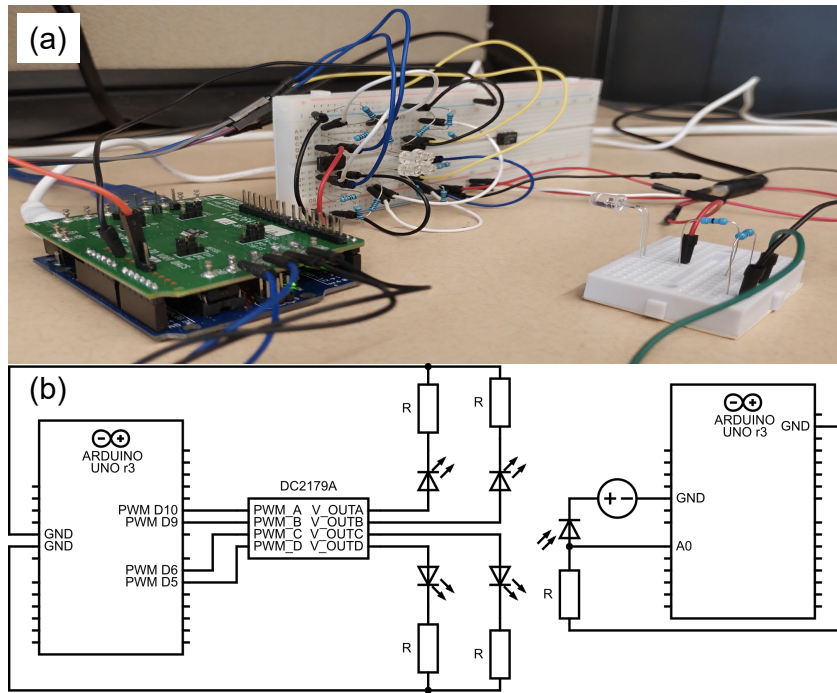 (a)
(b)
R
R
ARDUINO
UNO r3
DC2179A
PWM D10
PWM D9
GND
GND
PWM D6
PWM D5
PWM_A V_OUTA
PWM_B V_OUTB
PWM_C V_OUTC
PWM_D V_OUTD
R
R
ARDUINO
UNO r3
GND
GND
A0
R